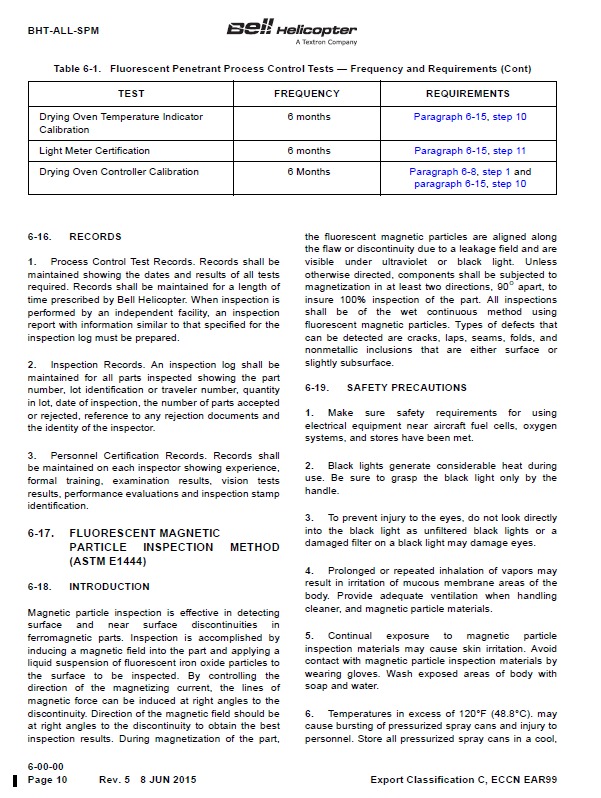 BHT-ALL-SPM
Bell Helicopter
A Textron Company
Table 6-1. Fluorescent Penetrant Process Control Tests — Frequency and Requirements (Cont)
TEST FREQUENCY REQUIREMENTS
Drying Oven Temperature Indicator Calibration 6 months Paragraph 6-15, step 10
Light Meter Certification 6 months Paragraph 6-15, step 11
Drying Oven Controller Calibration 6 Months Paragraph 6-8, step 1 and
paragraph 6-15, step 10
6-16. RECORDS
1. Process Control Test Records. Records shall be
maintained showing the dates and results of all tests
required. Records shall be maintained for a length of
time prescribed by Bell Helicopter. When inspection is
performed by an independent facility, an inspection
report with information similar to that specified for the
inspection log must be prepared.
2. Inspection Records. An inspection log shall be
maintained for all parts inspected showing the part
number, lot identification or traveler number, quantity
in lot, date of inspection, the number of parts accepted
or rejected, reference to any rejection documents and
the identity of the inspector.
3. Personnel Certification Records. Records shall
be maintained on each inspector showing experience,
formal training, examination results, vision tests
results, performance evaluations and inspection stamp
identification.
6-17. FLUORESCENT MAGNETIC
PARTICLE INSPECTION METHOD
(ASTM E1444)
6-18. INTRODUCTION
Magnetic particle inspection is effective in detecting
surface and near surface discontinuities in
ferromagnetic parts. Inspection is accomplished by
inducing a magnetic field into the part and applying a
liquid suspension of fluorescent iron oxide particles to
the surface to be inspected. By controlling the
direction of the magnetizing current, the lines of
magnetic force can be induced at right angles to the
discontinuity. Direction of the magnetic field should be
at right angles to the discontinuity to obtain the best
inspection results. During magnetization of the part,
the fluorescent magnetic particles are aligned along
the flaw or discontinuity due to a leakage field and are
visible under ultraviolet or black light. Unless
otherwise directed, components shall be subjected to
magnetization in at least two directions, 90° apart, to
insure 100% inspection of the part. All inspections
shall be of the wet continuous method using
fluorescent magnetic particles. Types of defects that
can be detected are cracks, laps, seams, folds, and
nonmetallic inclusions that are either surface or
slightly subsurface.
6-19. SAFETY PRECAUTIONS
1. Make sure safety requirements for using
electrical equipment near aircraft fuel cells, oxygen
systems, and stores have been met.
2. Black lights generate considerable heat during
use. Be sure to grasp the black light only by the
handle.
3. To prevent injury to the eyes, do not look directly
into the black light as unfiltered black lights or a
damaged filter on a black light may damage eyes.
4. Prolonged or repeated inhalation of vapors may
result in irritation of mucous membrane areas of the
body. Provide adequate ventilation when handling
cleaner, and magnetic particle materials.
5. Continual exposure to magnetic particle
inspection materials may cause skin irritation. Avoid
contact with magnetic particle inspection materials by
wearing gloves. Wash exposed areas of body with
soap and water.
6. Temperatures in excess of 120°F (48.8°C). may
cause bursting of pressurized spray cans and injury to
personnel. Store all pressurized spray cans in a cool,
6-00-00
Page 10 Rev. 5 8 JUN 2015 Export Classification C, ECCN EAR99